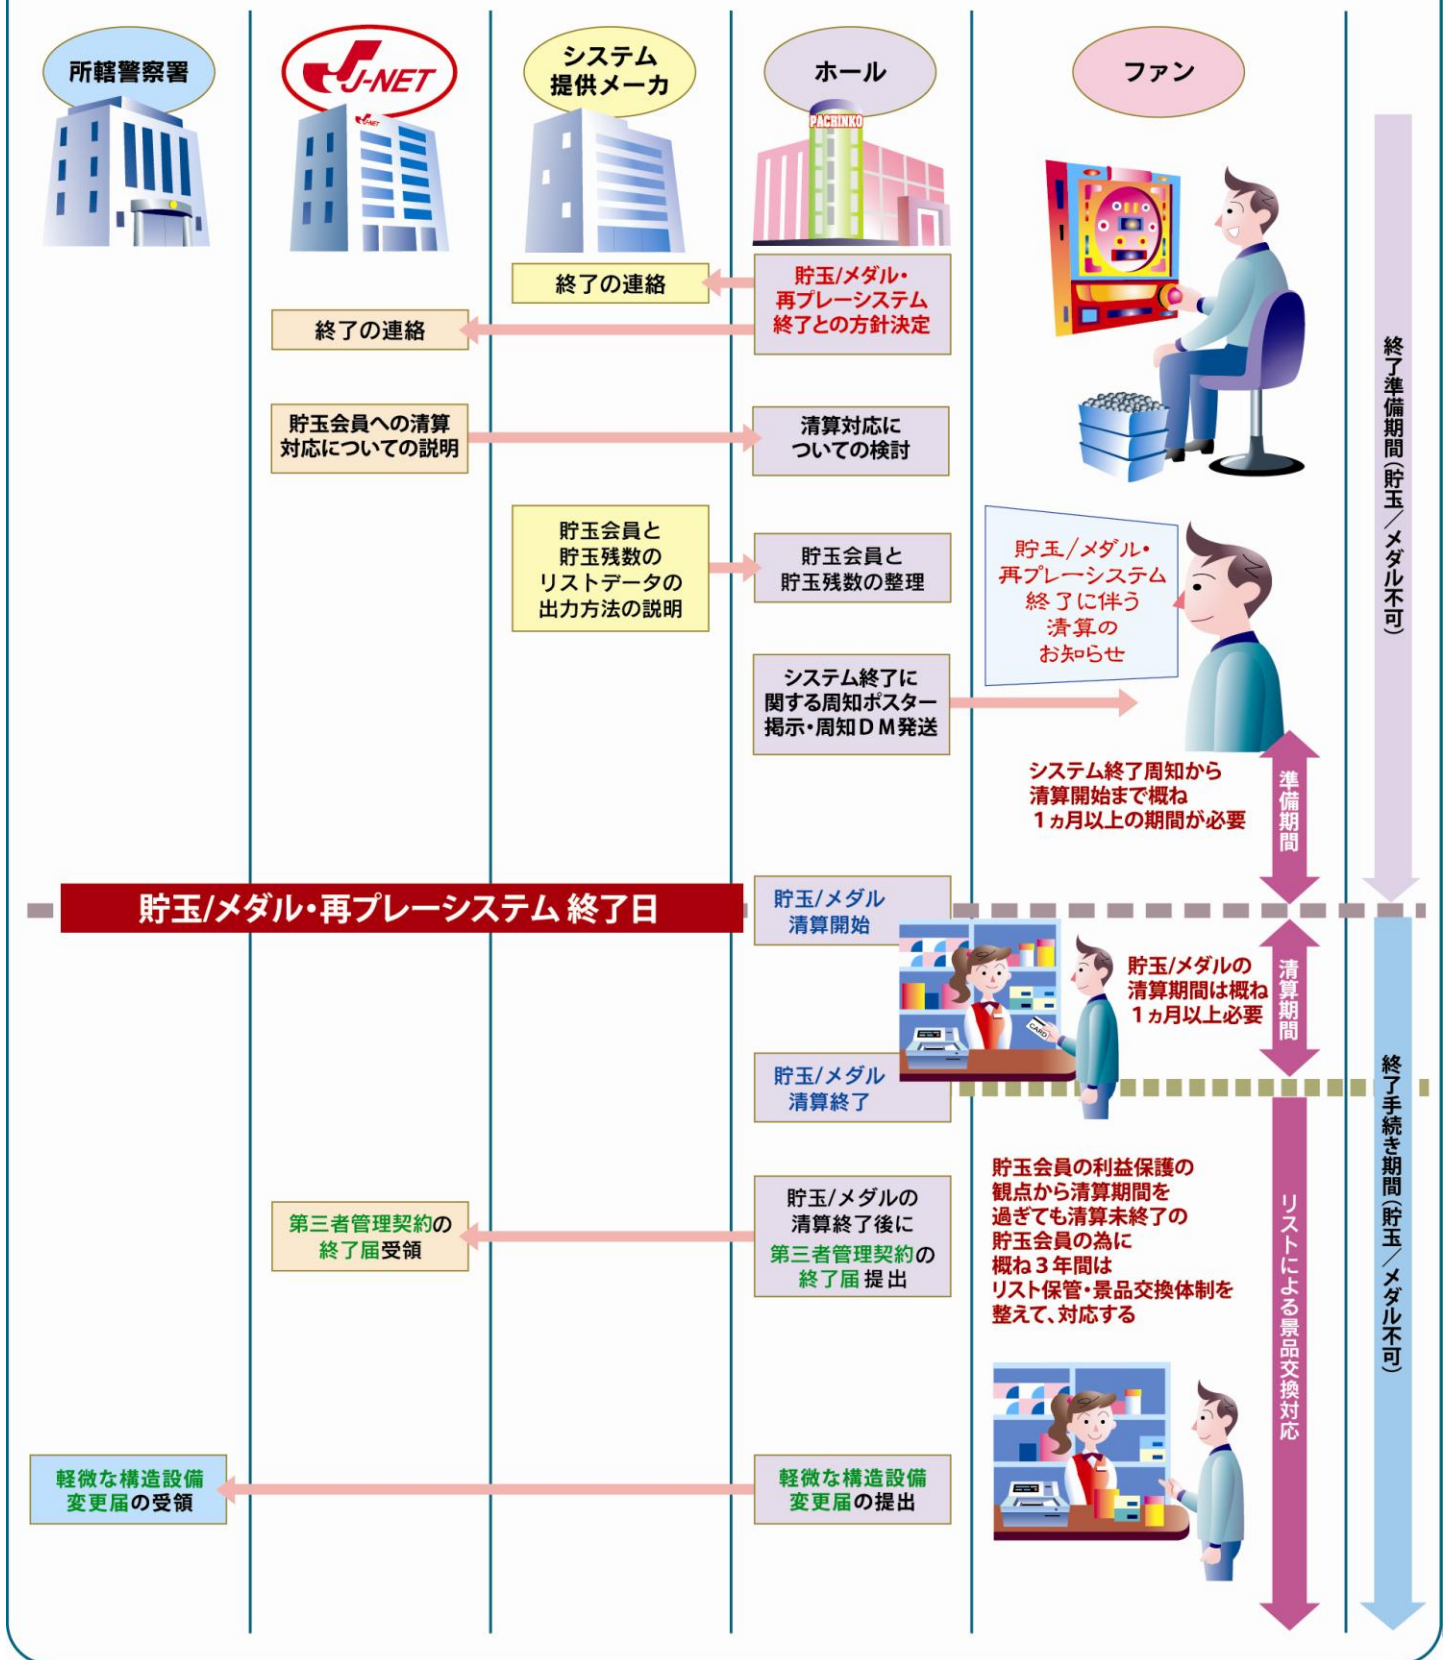 所轄警察署
J-NET
J-NET
システム
提供メーカ
ホール
PACHINKO
ファン
終了の連絡
貯玉/メダル・
再プレーシステム
終了との方針決定
終了の連絡
貯玉会員への清算
対応についての説明
清算対応に
ついての検討
貯玉会員と
貯玉残数の
リストデータの
出力方法の説明
貯玉会員と
貯玉残数の整理
貯玉/メダル・
再プレーシステム
終了に伴う
清算の
お知らせ
システム終了に
関する周知ポスター
掲示・周知DM発送
システム終了周知から
清算開始まで概ね
1ヵ月以上の期間が必要
準備期間
終了準備期間(貯玉/メダル不可)
貯玉/メダル・再プレーシステム 終了日
貯玉/メダル
清算開始
CARD
貯玉/メダルの
清算期間は概ね
1ヵ月以上必要
清算期間
貯玉/メダル
清算終了
第三者管理契約の
終了届受領
貯玉/メダルの
清算終了後に
第三者管理契約の
終了届 提出
貯玉会員の利益保護の
観点から清算期間を
過ぎても清算未終了の
貯玉会員の為に
概ね3年間は
リスト保管・景品交換体制を
整えて、対応する
リストによる景品交換対応
終了手続き期間(貯玉/メダル不可)
軽微な構造設備
変更届の受領
軽微な構造設備
変更届の提出